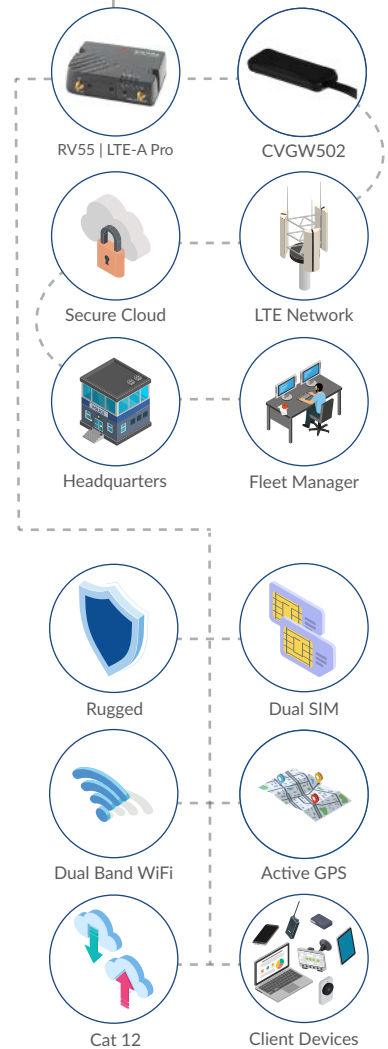 RV55 | LTE-A Pro
CVGW502
Secure Cloud
LTE Network
Headquarters
Fleet Manager
Rugged
Dual SIM
Dual Band WiFi
Active GPS
Cat 12
Client Devices